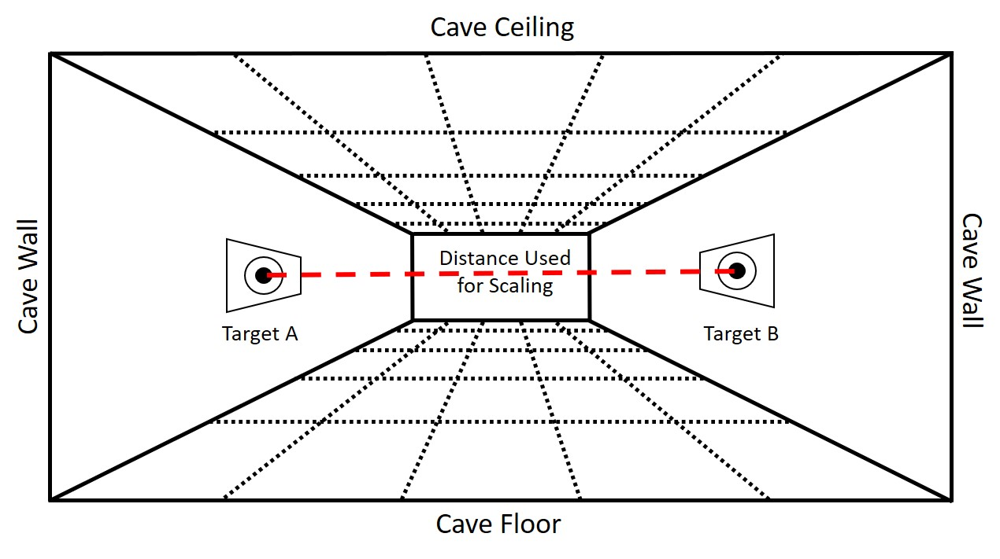 Cave Ceiling
Cave Wall
Distance Used
for Scaling
Cave Wall
Target A
Target B
Cave Floor